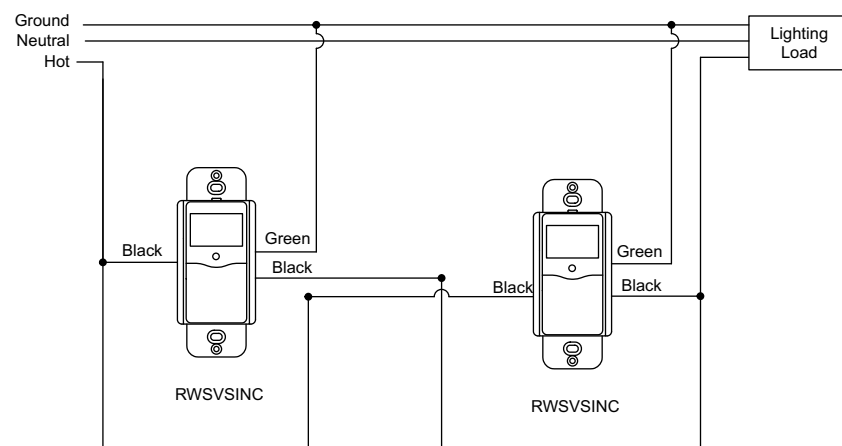 Ground
Neutral
Hot
Lighting
Load
Black
Green
Black
Black
Green
Black
RWSVSINC
RWSVSINC